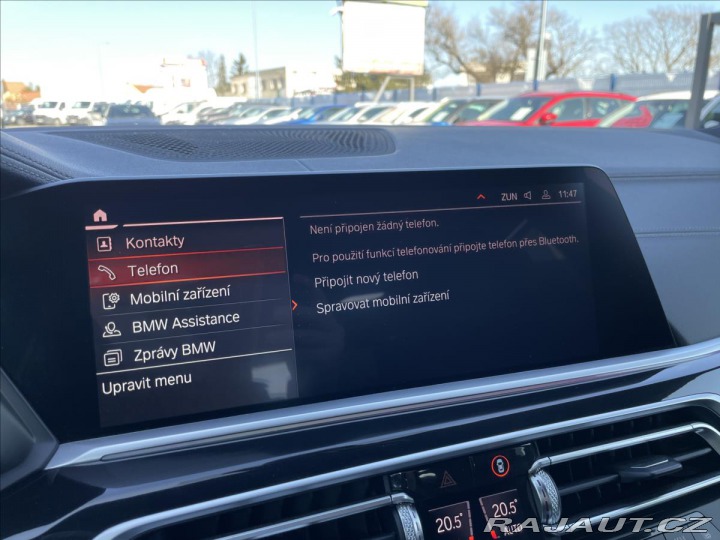 ZUN 11:47
Kontakty
Telefon
Mobilní zařízení
BMW Assistance
Zprávy BMW
Upravit menu
Není připojen žádný telefon.
Pro použití funkcí telefonování připojte telefon přes Bluetooth.
Připojit nový telefon
Spravovat mobilní zařízení
20.5° 20.5°
AUTO
RAJAUT.CZ